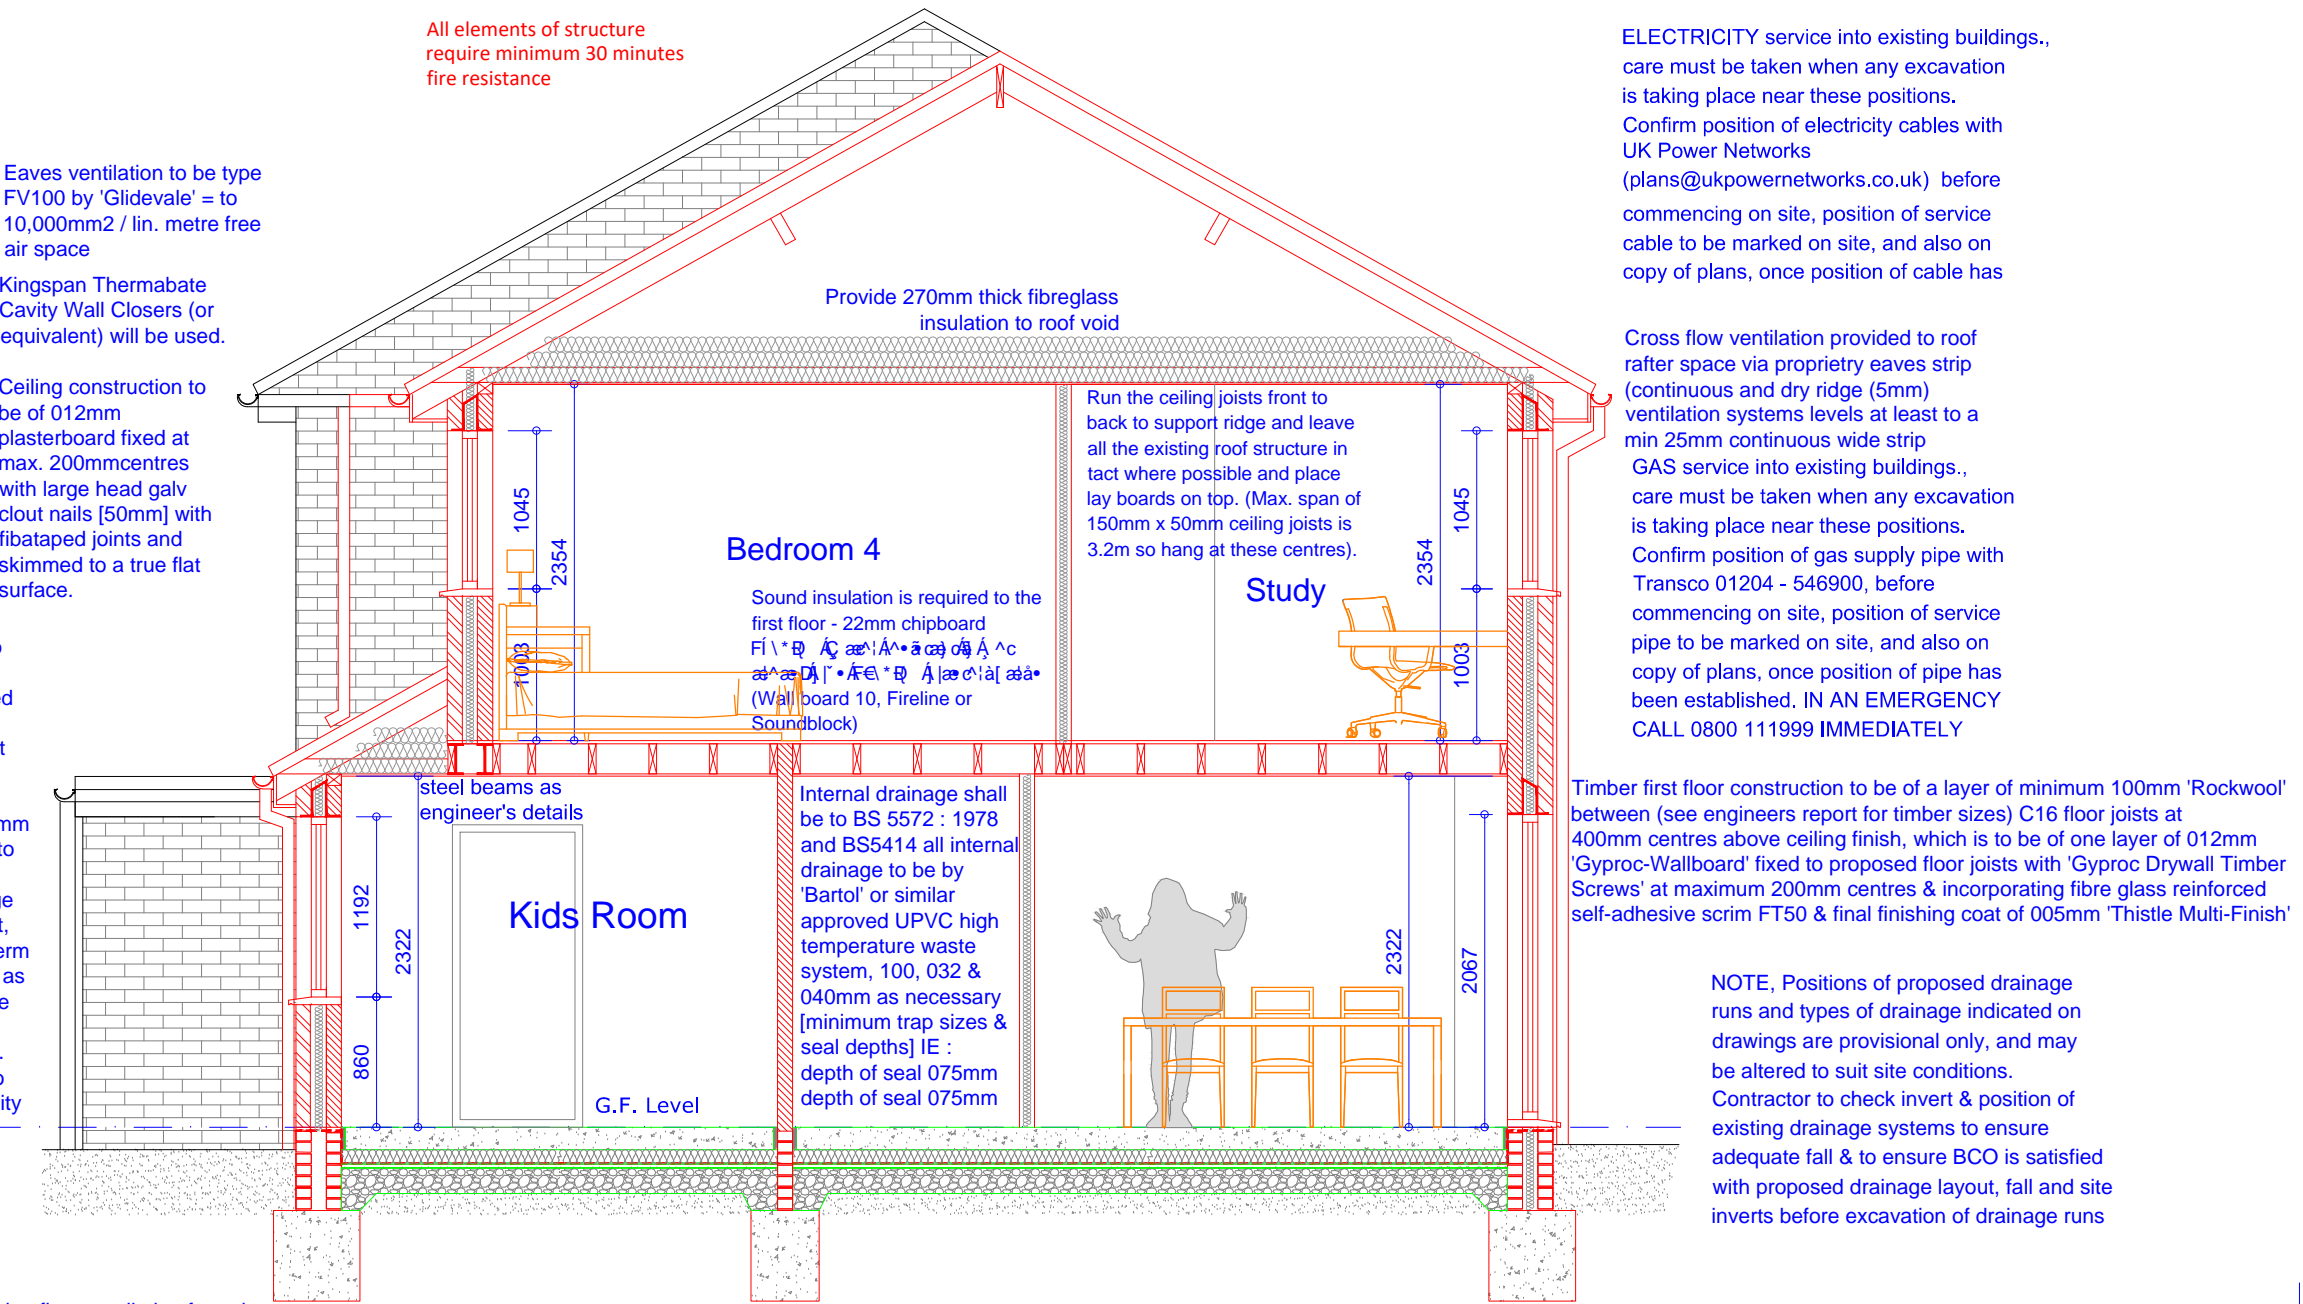 All elements of structure
require minimum 30 minutes
fire resistance
Eaves ventilation to be type
FV100 by 'Glidevale' = to
10,000mm2 / lin. metre free
air space
Kingspan Thermabate
Cavity Wall Closers (or
equivalent) will be used.
Ceiling construction to
be of 012mm
plasterboard fixed at
max. 200mmcentres
with large head galv
clout nails [50mm] with
fibataped joints and
skimmed to a true flat
surface.
Provide 270mm thick fibreglass
insulation to roof void
Run the ceiling joists front to
back to support ridge and leave
all the existing roof structure in
tact where possible and place
lay boards on top. (Max. span of
150mm x 50mm ceiling joists is
3.2m so hang at these centres).
1045
2354
1003
Bedroom 4
Sound insulation is required to the
first floor - 22mm chipboard
(Wall board 10, Fireline or
Soundblock)
Study
2354
1045
1003
steel beams as
engineer's details
Kids Room
1192
2322
860
G.F. Level
Internal drainage shall
be to BS 5572 : 1978
and BS5414 all internal
drainage to be by
'Bartol' or similar
approved UPVC high
temperature waste
system, 100, 032 &
040mm as necessary
[minimum trap sizes &
seal depths] IE :
depth of seal 075mm
depth of seal 075mm
2322
2067
ELECTRICITY service into existing buildings.,
care must be taken when any excavation
is taking place near these positions.
Confirm position of electricity cables with
UK Power Networks
(plans@ukpowernetworks.co.uk) before
commencing on site, position of service
cable to be marked on site, and also on
copy of plans, once position of cable has
Cross flow ventilation provided to roof
rafter space via proprietry eaves strip
(continuous and dry ridge (5mm)
ventilation systems levels at least to a
min 25mm continuous wide strip
GAS service into existing buildings.,
care must be taken when any excavation
is taking place near these positions.
Confirm position of gas supply pipe with
Transco 01204 - 546900, before
commencing on site, position of service
pipe to be marked on site, and also on
copy of plans, once position of pipe has
been established. IN AN EMERGENCY
CALL 0800 111999 IMMEDIATELY
Timber first floor construction to be of a layer of minimum 100mm 'Rockwool'
between (see engineers report for timber sizes) C16 floor joists at
400mm centres above ceiling finish, which is to be of one layer of 012mm
'Gyproc-Wallboard' fixed to proposed floor joists with 'Gyproc Drywall Timber
Screws' at maximum 200mm centres & incorporating fibre glass reinforced
self-adhesive scrim FT50 & final finishing coat of 005mm 'Thistle Multi-Finish'
NOTE, Positions of proposed drainage
runs and types of drainage indicated on
drawings are provisional only, and may
be altered to suit site conditions.
Contractor to check invert & position of
existing drainage systems to ensure
adequate fall & to ensure BCO is satisfied
with proposed drainage layout, fall and site
inverts before excavation of drainage runs